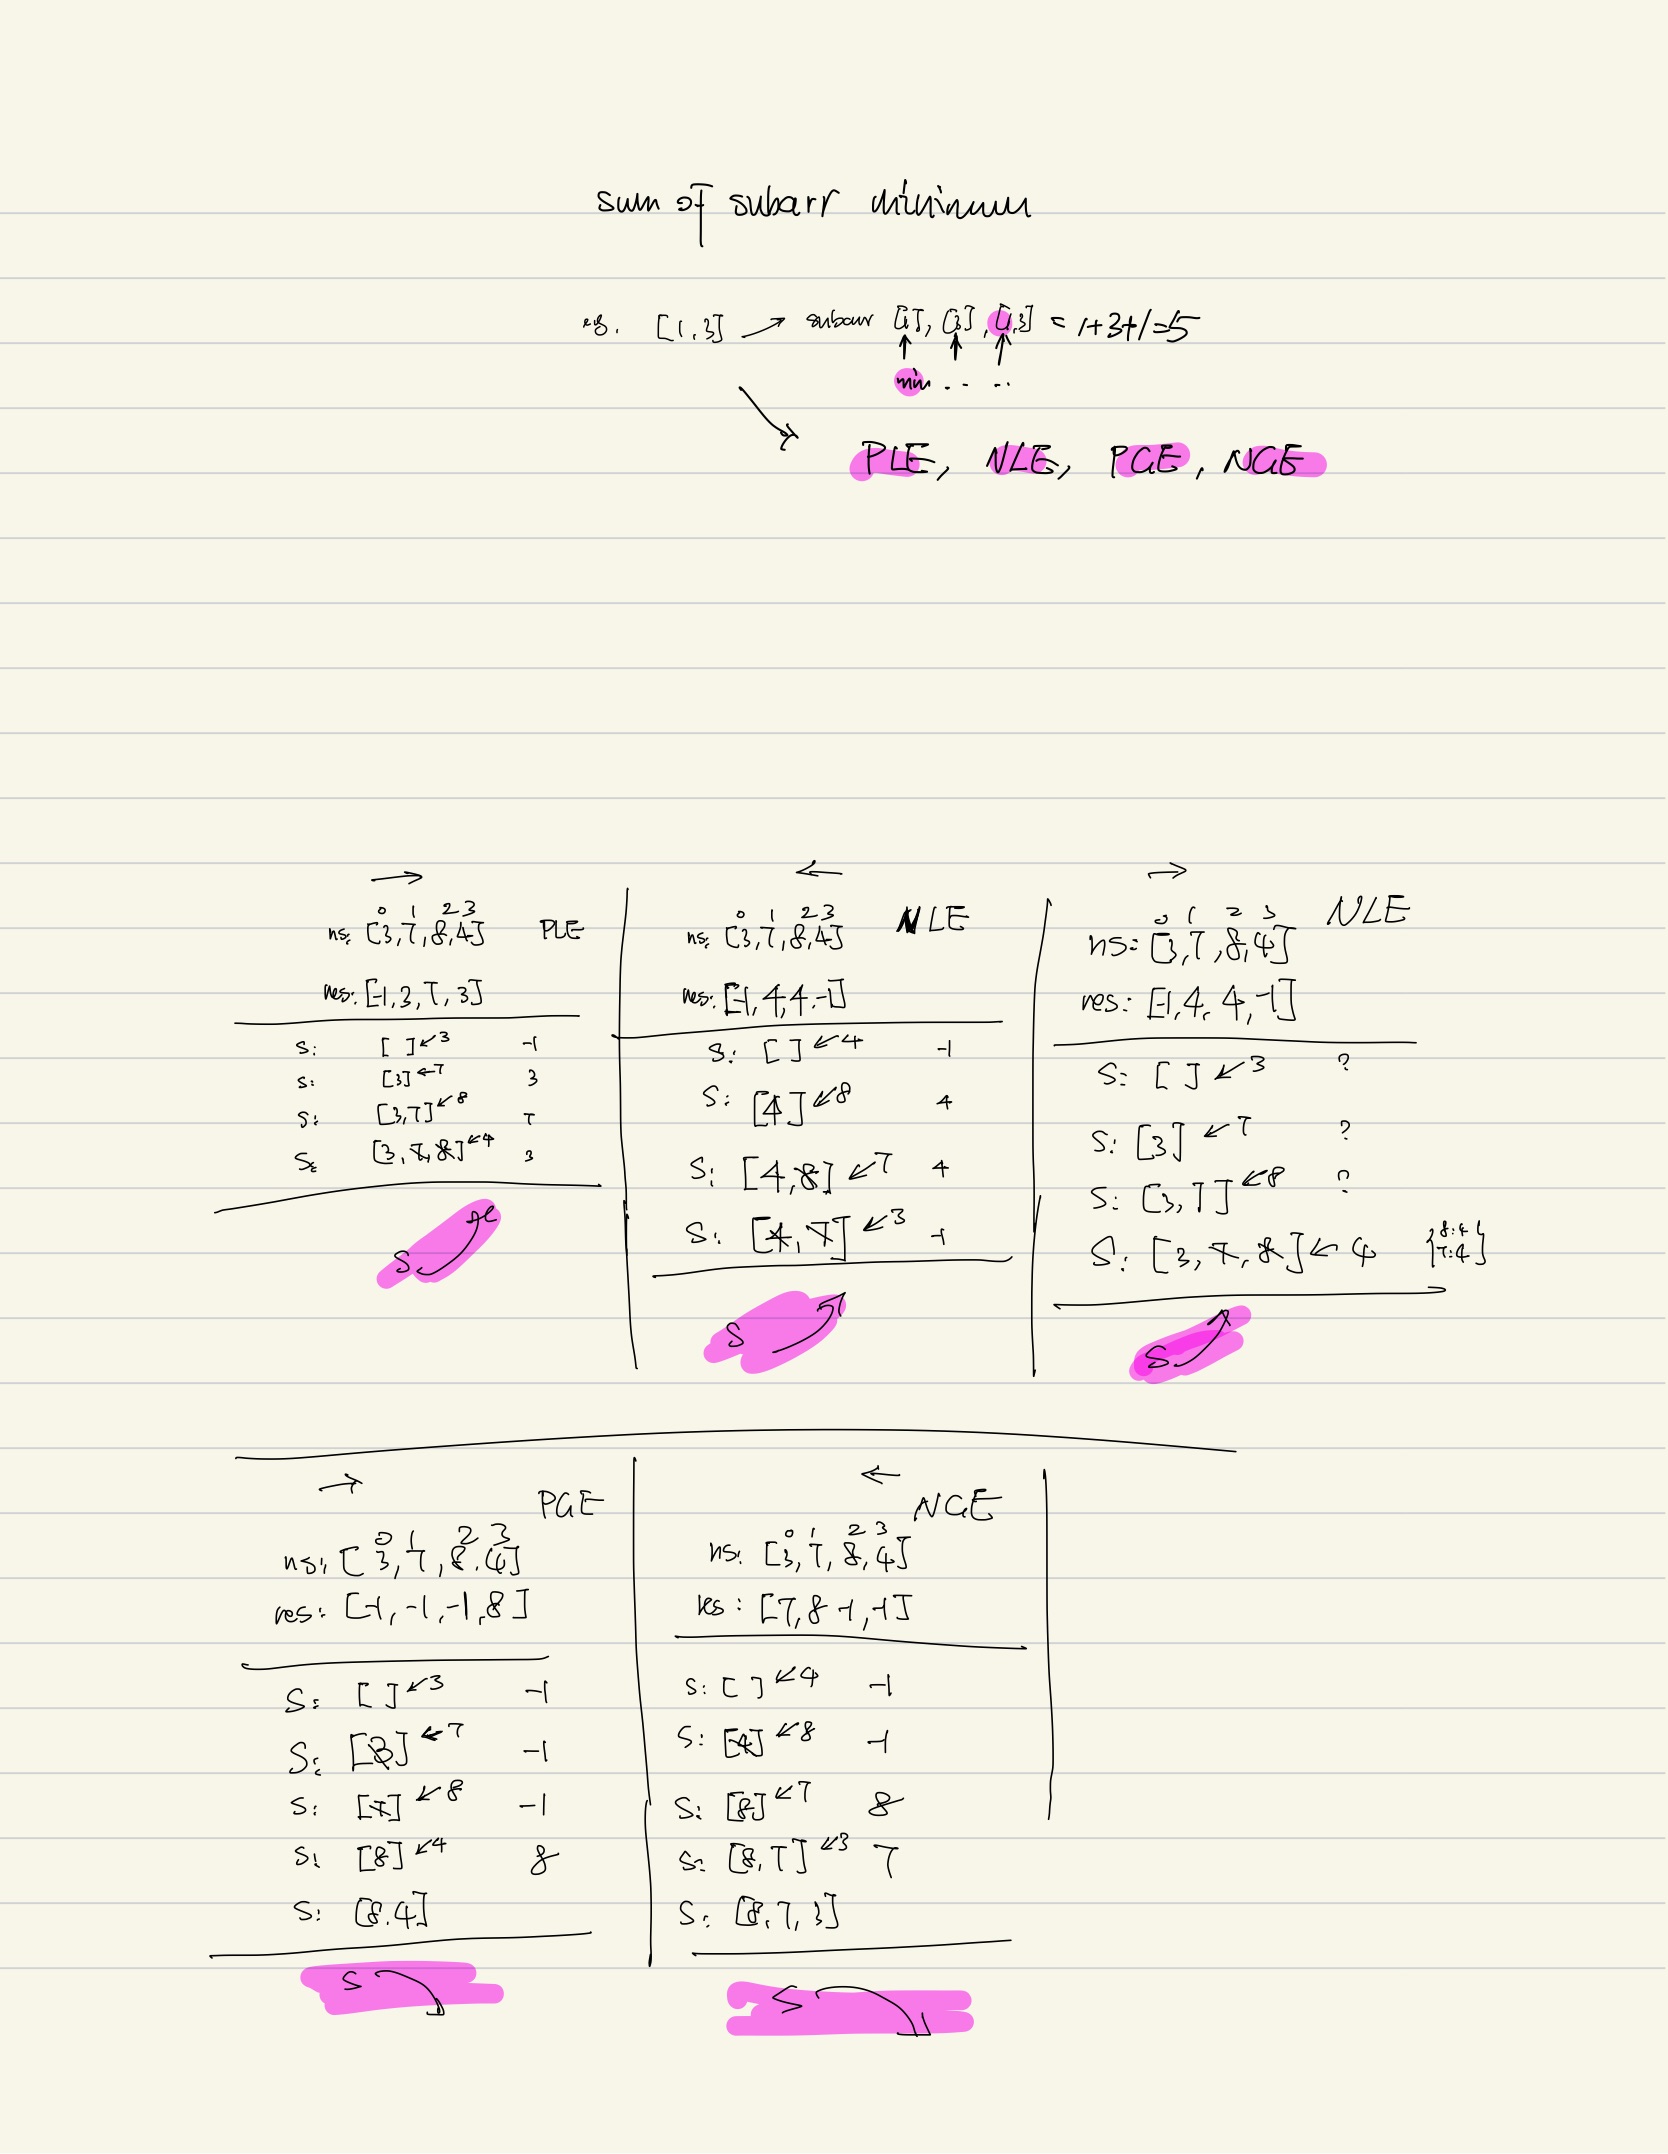 sum of subarr minimum
eg. [1,3] → subarr [1], [3], [1,3] = 1+3+1=5
min .. ..
PLE, NLE, PGE, NGE
→
0 1 2 3
ns: [3,7,8,4] PLE
res: [-1,3,7,3]
S: [ ] ↙3 -1
S: [3] ←7 3
S: [3,7] ↙8 7
S: [3,7,8] ↙4 3
S
←
0 1 2 3
ns: [3,7,8,4] NLE
res: [-1,4,4,-1]
S: [ ] ↙4 -1
S: [4] ↙8 4
S: [4,8] ↙7 4
S: [4,7] ↙3 -1
S
→
0 1 2 3 NLE
ns: [3,7,8,4]
res: [-1,4,4,-1]
S: [ ] ↙3 ?
S: [3] ↙7 ?
S: [3,7] ↙8 ?
S: [3,7,8] ← 4 {8:4
7:4}
S
→
PGE
0 1 2 3
ns: [3,7,8,4]
res: [-1,-1,-1,8]
S: [ ] ↙3 -1
S: [3] ←7 -1
S: [7] ↙8 -1
S: [8] ↙4 8
S: [8,4]
S
←
NGE
0 1 2 3
ns: [3,7,8,4]
res: [7,8 -1,-1]
S: [ ] ↙4 -1
S: [4] ↙8 -1
S: [8] ↙7 8
S: [8,7] ↙3 7
S: [8,7,3]
S